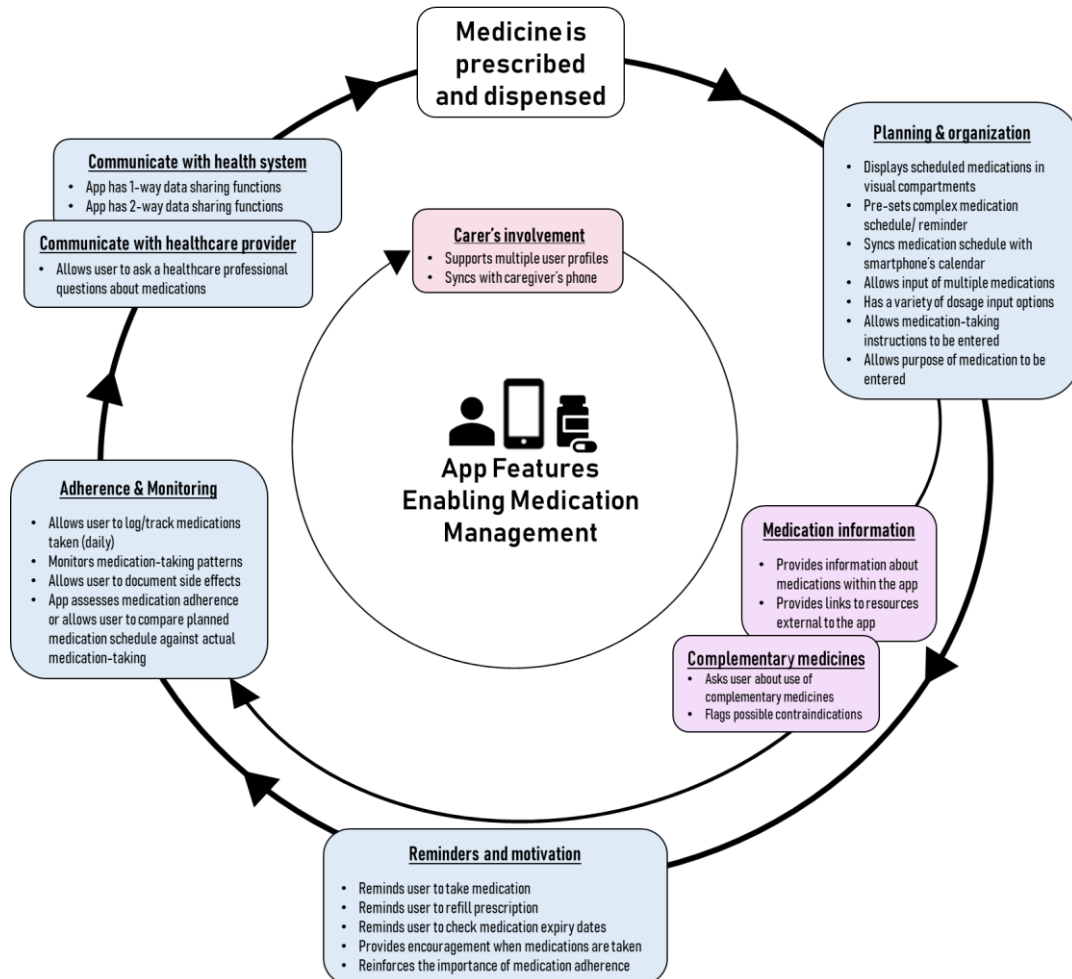 Medicine is
prescribed
and dispensed
Planning & organization
• Displays scheduled medications in
visual compartments
• Pre-sets complex medication
schedule/ reminder
• Syncs medication schedule with
smartphone's calendar
• Allows input of multiple medications
• Has a variety of dosage input options
• Allows medication-taking
instructions to be entered
• Allows purpose of medication to be
entered
Medication information
• Provides information about
medications within the app
• Provides links to resources
external to the app
Complementary medicines
• Asks user about use of
complementary medicines
• Flags possible contraindications
Reminders and motivation
• Reminds user to take medication
• Reminds user to refill prescription
• Reminds user to check medication expiry dates
• Provides encouragement when medications are taken
• Reinforces the importance of medication adherence
Adherence & Monitoring
• Allows user to log/track medications
taken (daily)
• Monitors medication-taking patterns
• Allows user to document side effects
• App assesses medication adherence
or allows user to compare planned
medication schedule against actual
medication-taking
Communicate with health system
• App has 1-way data sharing functions
• App has 2-way data sharing functions
Communicate with healthcare provider
• Allows user to ask a healthcare professional
questions about medications
Carer's involvement
• Supports multiple user profiles
• Syncs with caregiver's phone
App Features
Enabling Medication
Management